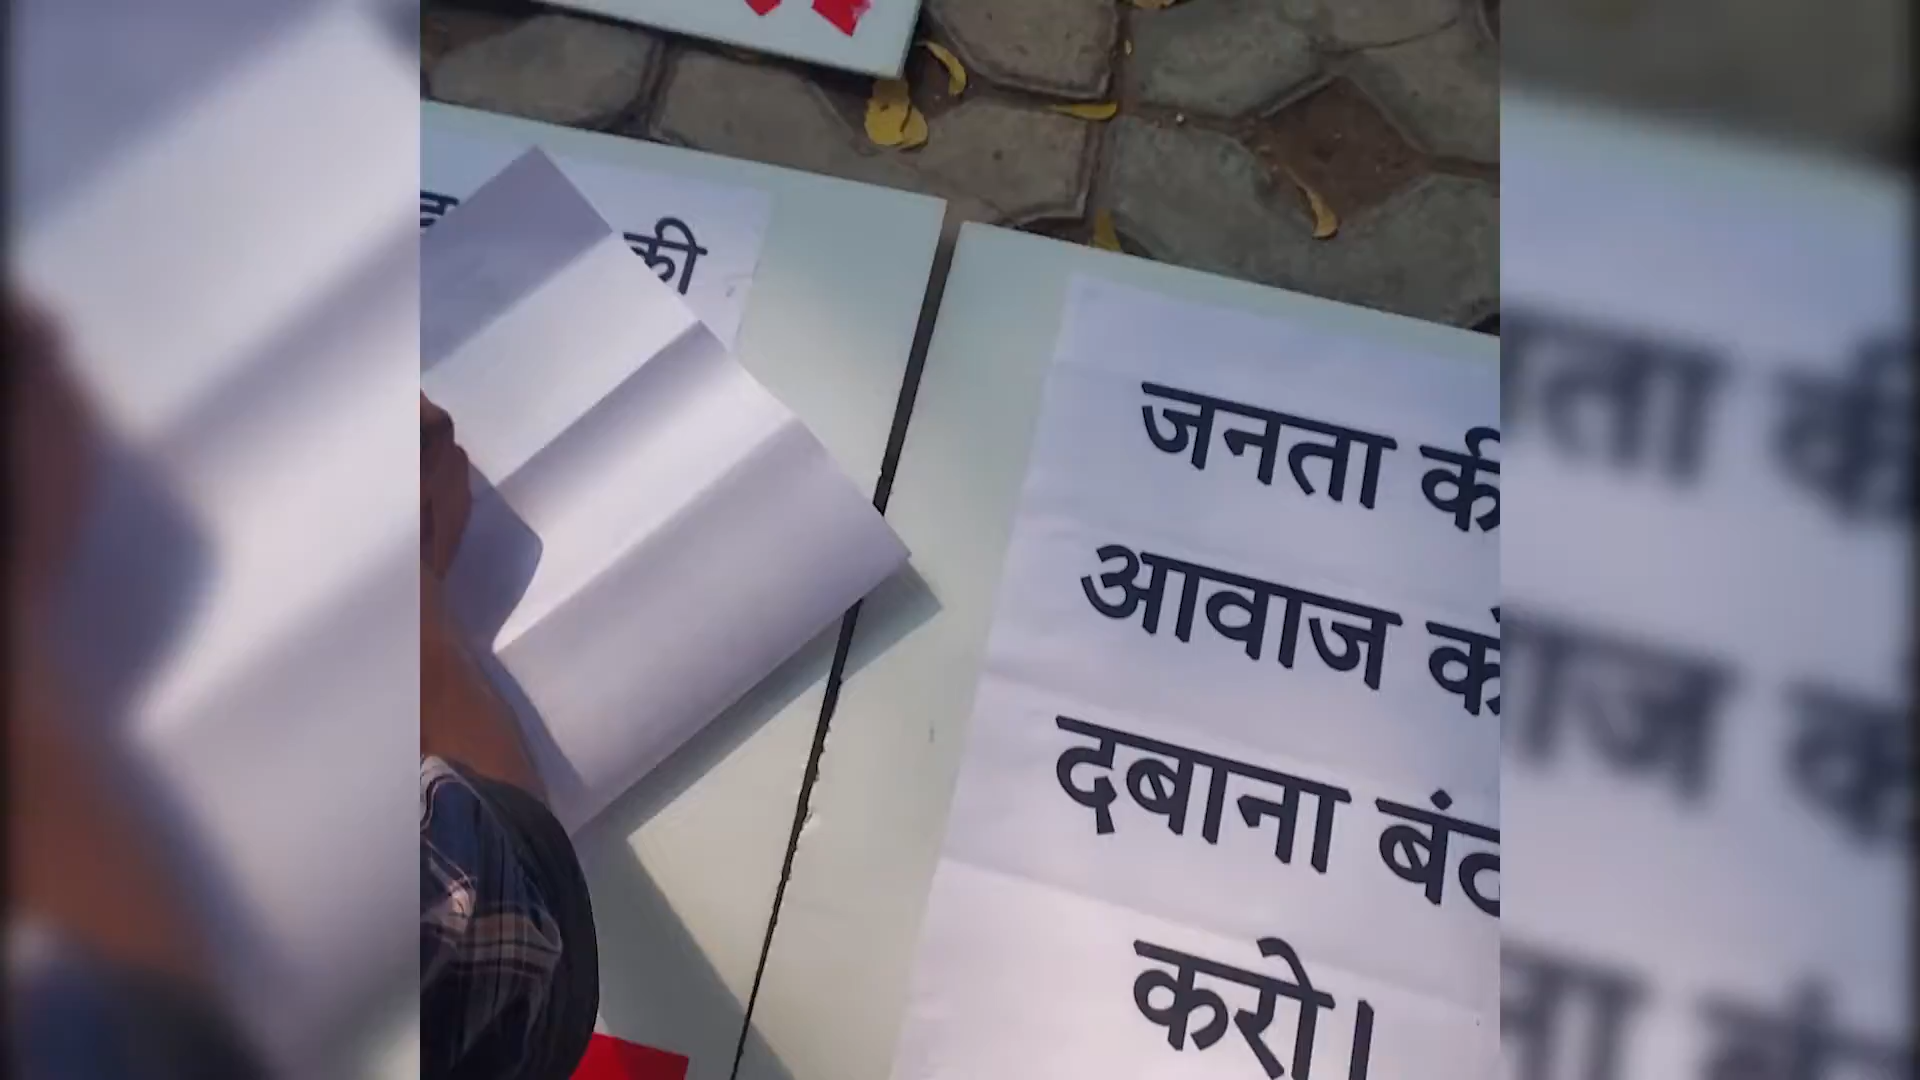 की
जनता की
आवाज को
दबाना बंद
करो।